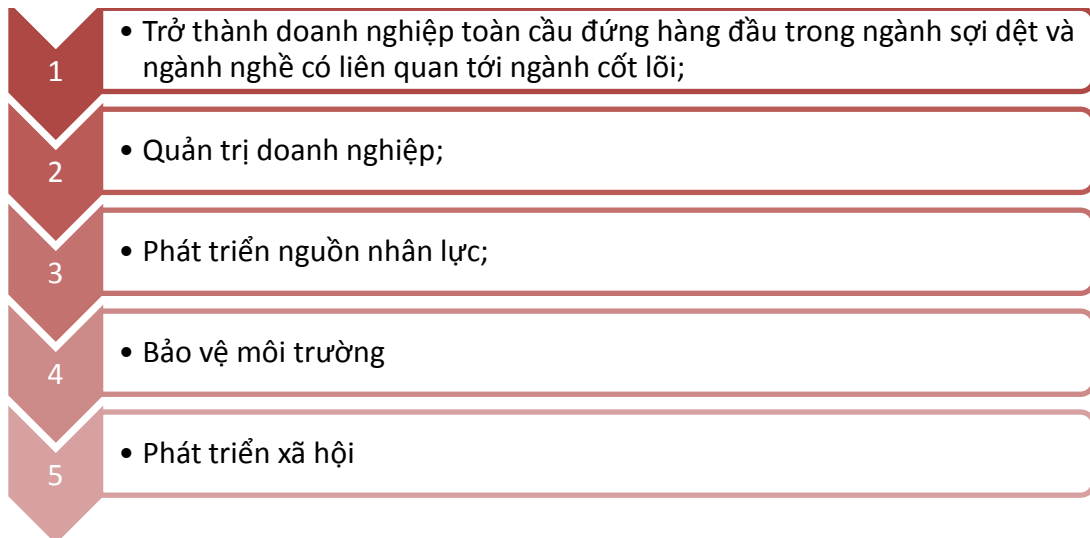 1
• Trở thành doanh nghiệp toàn cầu đứng hàng đầu trong ngành sợi dệt và
ngành nghề có liên quan tới ngành cốt lõi;
2
• Quản trị doanh nghiệp;
3
• Phát triển nguồn nhân lực;
4
• Bảo vệ môi trường
5
• Phát triển xã hội